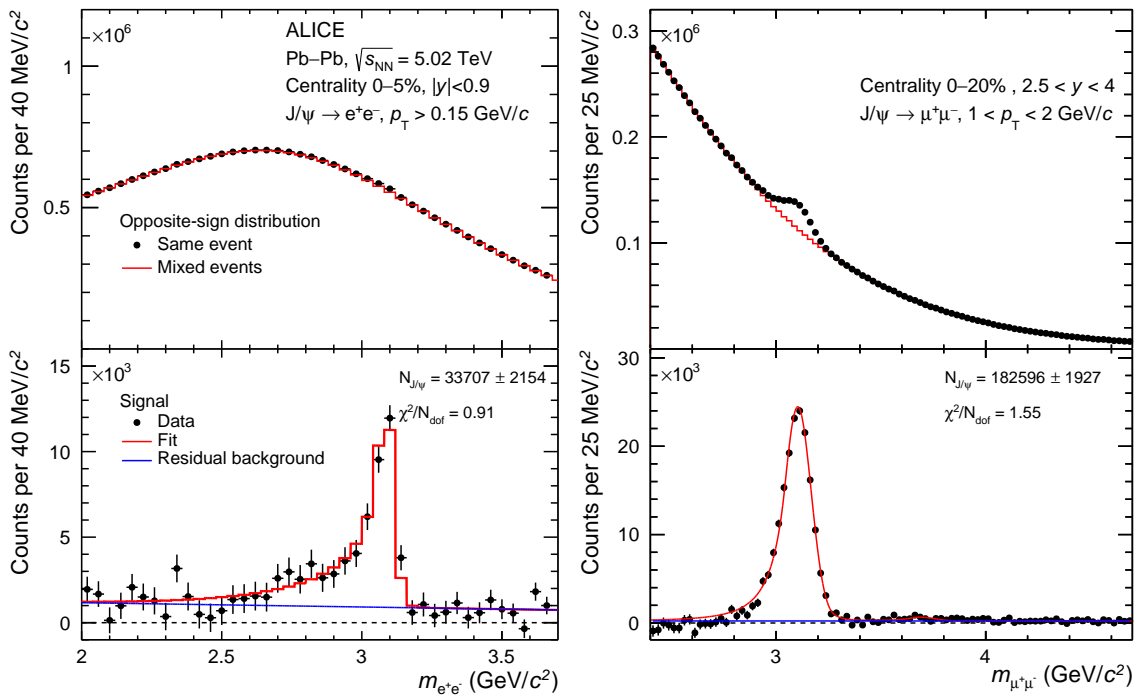 ×10⁶
ALICE
Pb–Pb, √s_NN = 5.02 TeV
Centrality 0–5%, |y|<0.9
J/ψ → e⁺e⁻, p_T > 0.15 GeV/c
Opposite-sign distribution
Same event
Mixed events
Counts per 40 MeV/c²
1
0.5
×10⁶
Centrality 0–20% , 2.5 < y < 4
J/ψ → μ⁺μ⁻, 1 < p_T < 2 GeV/c
Counts per 25 MeV/c²
0.3
0.2
0.1
×10³
N_J/ψ = 33707 ± 2154
χ²/N_dof = 0.91
Signal
Data
Fit
Residual background
Counts per 40 MeV/c²
15
10
5
0
2
2.5
3
3.5
m_e⁺e⁻ (GeV/c²)
×10³
N_J/ψ = 182596 ± 1927
χ²/N_dof = 1.55
Counts per 25 MeV/c²
30
20
10
0
3
4
m_μ⁺μ⁻ (GeV/c²)